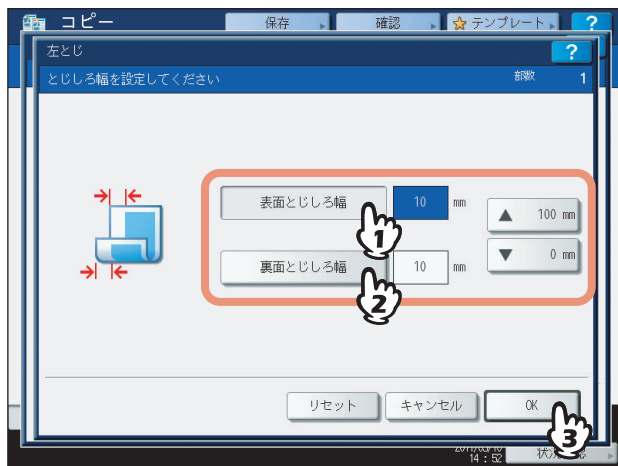 コピー 保存 確認 テンプレート ?
左とじ ?
とじしろ幅を設定してください 部数 1
表面とじしろ幅 10 mm
▲ 100 mm
1
裏面とじしろ幅 10 mm
▼ 0 mm
2
リセット キャンセル OK
3
14 : 52